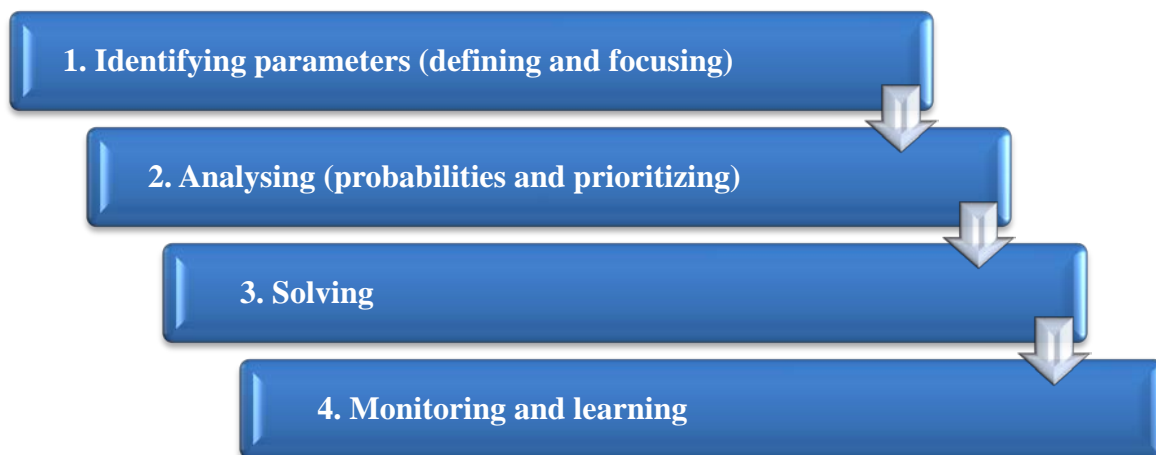 1. Identifying parameters (defining and focusing)
2. Analysing (probabilities and prioritizing)
3. Solving
4. Monitoring and learning